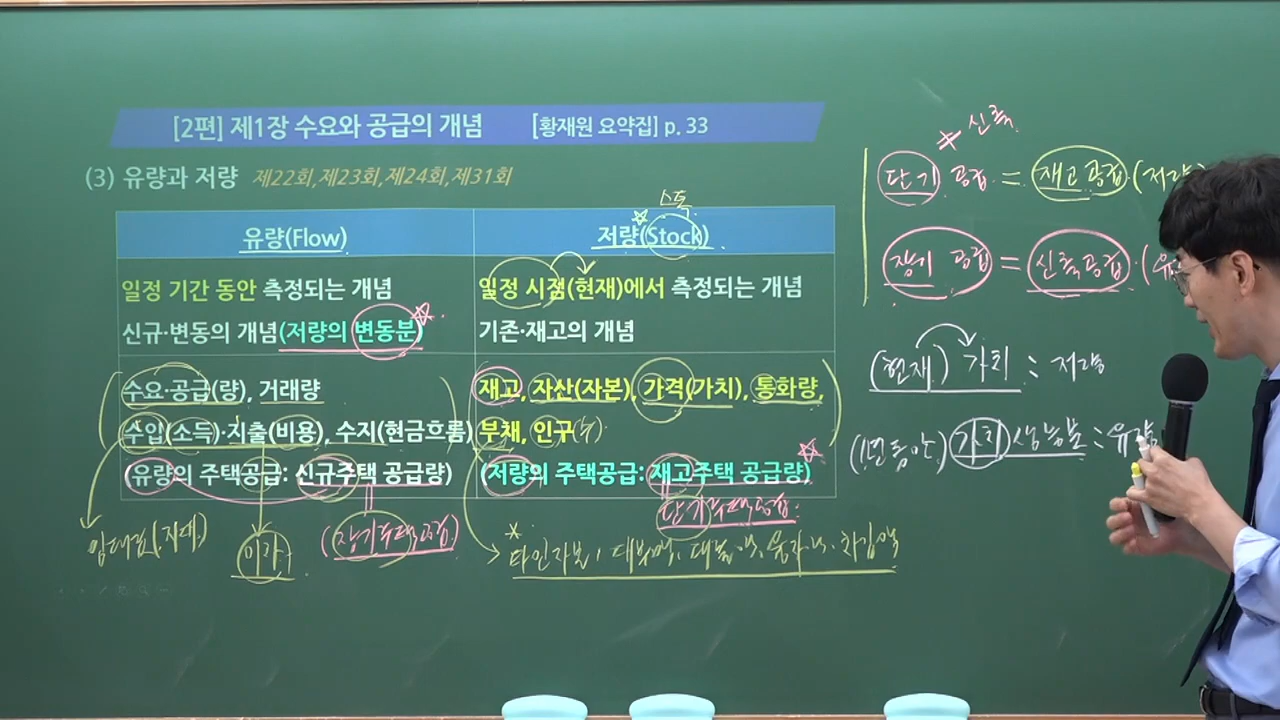 [2편] 제1장 수요와 공급의 개념 [황재원 요약집] p. 33
(3) 유량과 저량 제22회,제23회,제24회,제31회
스톡
유량(Flow) 저량(Stock)
일정 기간 동안 측정되는 개념 일정 시점(현재)에서 측정되는 개념
신규·변동의 개념(저량의 변동분) 기존·재고의 개념
수요·공급(량), 거래량 재고, 자산(자본), 가격(가치), 통화량,
수입(소득)·지출(비용), 수지(현금흐름) 부채, 인구(수)
(유량의 주택공급: 신규주택 공급량) (저량의 주택공급: 재고주택 공급량)
단기주택공급
임대료(지대) 이자 (장기주택공급)
타인자본, 대부액, 대출액, 융자액, 차입액
≠ 신축
단기 공급 = 재고공급 (저량
장기 공급 = 신축공급 (유
(현재) 가치 : 저량
(변동안) 가치상승분 : 유량